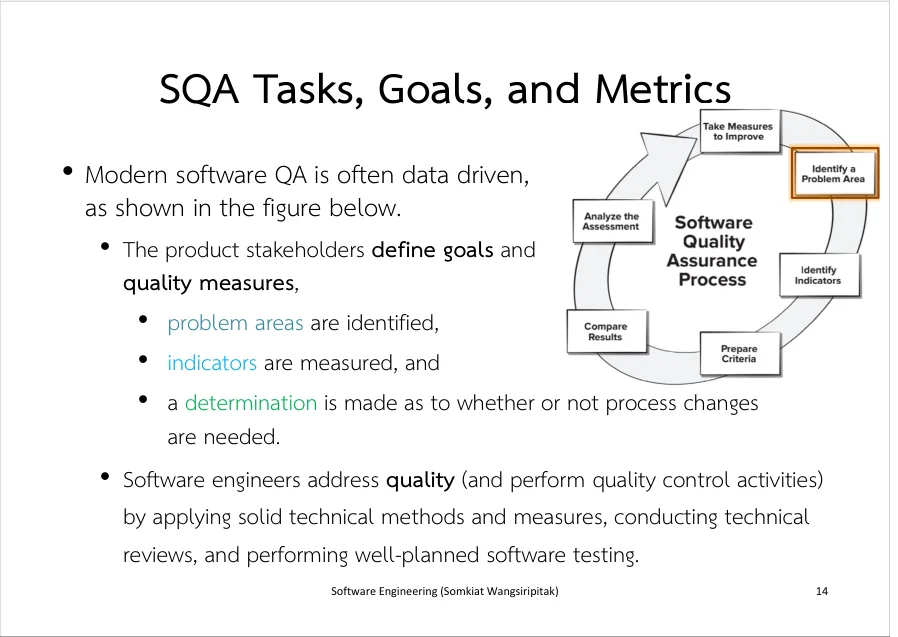 SQA Tasks, Goals, and Metrics
• Modern software QA is often data driven,
as shown in the figure below.
• The product stakeholders define goals and
quality measures,
• problem areas are identified,
• indicators are measured, and
• a determination is made as to whether or not process changes
are needed.
• Software engineers address quality (and perform quality control activities)
by applying solid technical methods and measures, conducting technical
reviews, and performing well-planned software testing.
Take Measures
to Improve
Identify a
Problem Area
Identify
Indicators
Prepare
Criteria
Compare
Results
Analyze the
Assessment
Software
Quality
Assurance
Process
Software Engineering (Somkiat Wangsiripitak)
14